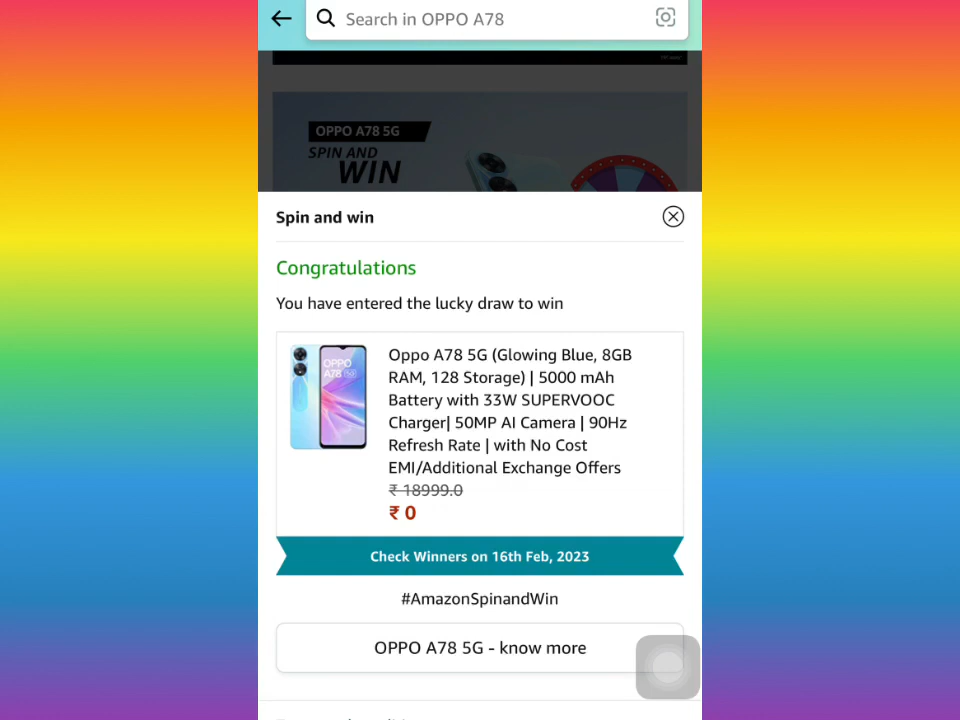 Search in OPPO A78
OPPO A78 5G
SPIN AND
WIN
Spin and win
Congratulations
You have entered the lucky draw to win
OPPO
A78 5G
Oppo A78 5G (Glowing Blue, 8GB
RAM, 128 Storage) | 5000 mAh
Battery with 33W SUPERVOOC
Charger| 50MP AI Camera | 90Hz
Refresh Rate | with No Cost
EMI/Additional Exchange Offers
₹ 18999.0
₹ 0
Check Winners on 16th Feb, 2023
#AmazonSpinandWin
OPPO A78 5G - know more